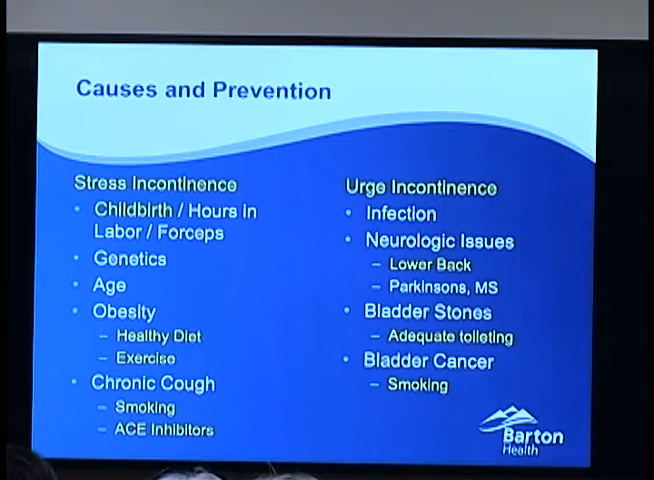 Causes and Prevention
Stress Incontinence
• Childbirth / Hours in
Labor / Forceps
• Genetics
• Age
• Obesity
– Healthy Diet
– Exercise
• Chronic Cough
– Smoking
– ACE Inhibitors
Urge Incontinence
• Infection
• Neurologic Issues
– Lower Back
– Parkinsons, MS
• Bladder Stones
– Adequate toileting
• Bladder Cancer
– Smoking
Barton
Health